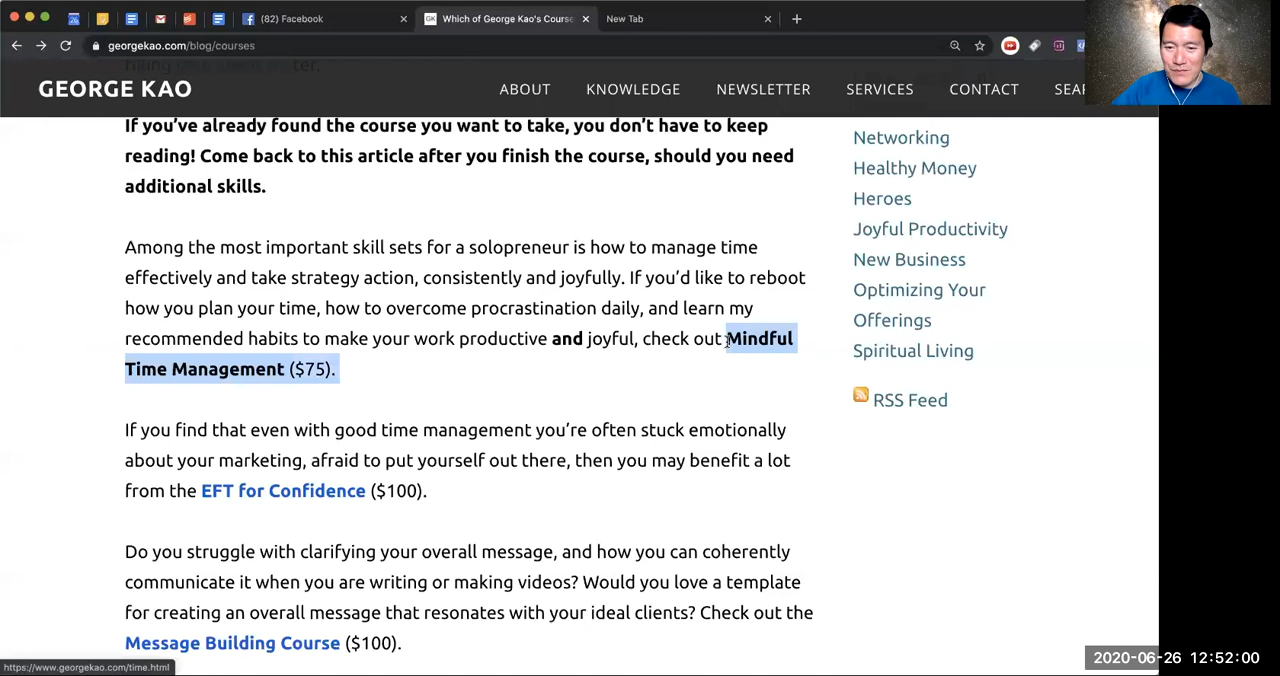 (82) Facebook
Which of George Kao's Course
New Tab
georgekao.com/blog/courses
GEORGE KAO
ABOUT KNOWLEDGE NEWSLETTER SERVICES CONTACT SEAR
If you've already found the course you want to take, you don't have to keep
reading! Come back to this article after you finish the course, should you need
additional skills.
Among the most important skill sets for a solopreneur is how to manage time
effectively and take strategy action, consistently and joyfully. If you'd like to reboot
how you plan your time, how to overcome procrastination daily, and learn my
recommended habits to make your work productive and joyful, check out Mindful
Time Management ($75).
If you find that even with good time management you're often stuck emotionally
about your marketing, afraid to put yourself out there, then you may benefit a lot
from the EFT for Confidence ($100).
Do you struggle with clarifying your overall message, and how you can coherently
communicate it when you are writing or making videos? Would you love a template
for creating an overall message that resonates with your ideal clients? Check out the
Message Building Course ($100).
Networking
Healthy Money
Heroes
Joyful Productivity
New Business
Optimizing Your
Offerings
Spiritual Living
RSS Feed
https://www.georgekao.com/time.html
2020-06-26 12:52:00